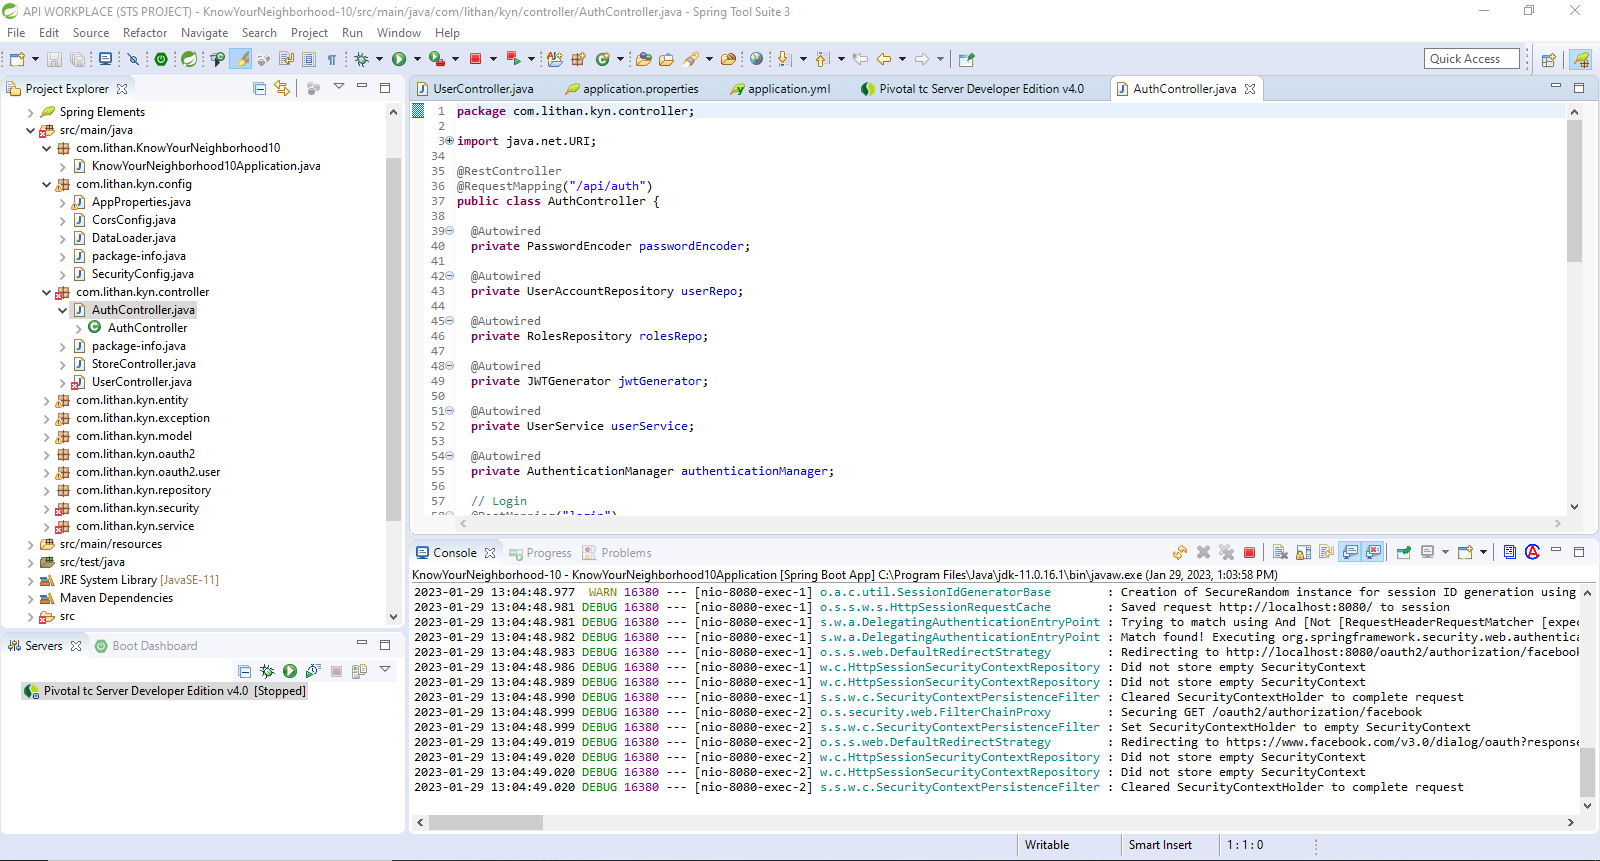 API WORKPLACE (STS PROJECT) - KnowYourNeighborhood-10/src/main/java/com/lithan/kyn/controller/AuthController.java - Spring Tool Suite 3
File Edit Source Refactor Navigate Search Project Run Window Help
Quick Access
Project Explorer
Spring Elements
src/main/java
com.lithan.KnowYourNeighborhood10
KnowYourNeighborhood10Application.java
com.lithan.kyn.config
AppProperties.java
CorsConfig.java
DataLoader.java
package-info.java
SecurityConfig.java
com.lithan.kyn.controller
AuthController.java
AuthController
package-info.java
StoreController.java
UserController.java
com.lithan.kyn.entity
com.lithan.kyn.exception
com.lithan.kyn.model
com.lithan.kyn.oauth2
com.lithan.kyn.oauth2.user
com.lithan.kyn.repository
com.lithan.kyn.security
com.lithan.kyn.service
src/main/resources
src/test/java
JRE System Library [JavaSE-11]
Maven Dependencies
src
Servers Boot Dashboard
Pivotal tc Server Developer Edition v4.0 [Stopped]
UserController.java application.properties application.yml Pivotal tc Server Developer Edition v4.0 AuthController.java
1 package com.lithan.kyn.controller;
2
3 import java.net.URI;
34
35 @RestController
36 @RequestMapping("/api/auth")
37 public class AuthController {
38
39 @Autowired
40 private PasswordEncoder passwordEncoder;
41
42 @Autowired
43 private UserAccountRepository userRepo;
44
45 @Autowired
46 private RolesRepository rolesRepo;
47
48 @Autowired
49 private JWTGenerator jwtGenerator;
50
51 @Autowired
52 private UserService userService;
53
54 @Autowired
55 private AuthenticationManager authenticationManager;
56
57 // Login
58 @PostMapping("login")
Console Progress Problems
KnowYourNeighborhood-10 - KnowYourNeighborhood10Application [Spring Boot App] C:\Program Files\Java\jdk-11.0.16.1\bin\javaw.exe (Jan 29, 2023, 1:03:58 PM)
2023-01-29 13:04:48.977 WARN 16380 --- [nio-8080-exec-1] o.a.c.util.SessionIdGeneratorBase : Creation of SecureRandom instance for session ID generation using
2023-01-29 13:04:48.981 DEBUG 16380 --- [nio-8080-exec-1] o.s.s.w.s.HttpSessionRequestCache : Saved request http://localhost:8080/ to session
2023-01-29 13:04:48.981 DEBUG 16380 --- [nio-8080-exec-1] s.w.a.DelegatingAuthenticationEntryPoint : Trying to match using And [Not [RequestHeaderRequestMatcher [expec
2023-01-29 13:04:48.982 DEBUG 16380 --- [nio-8080-exec-1] s.w.a.DelegatingAuthenticationEntryPoint : Match found! Executing org.springframework.security.web.authentica
2023-01-29 13:04:48.983 DEBUG 16380 --- [nio-8080-exec-1] o.s.s.web.DefaultRedirectStrategy : Redirecting to http://localhost:8080/oauth2/authorization/facebook
2023-01-29 13:04:48.986 DEBUG 16380 --- [nio-8080-exec-1] w.c.HttpSessionSecurityContextRepository : Did not store empty SecurityContext
2023-01-29 13:04:48.989 DEBUG 16380 --- [nio-8080-exec-1] w.c.HttpSessionSecurityContextRepository : Did not store empty SecurityContext
2023-01-29 13:04:48.990 DEBUG 16380 --- [nio-8080-exec-1] s.s.w.c.SecurityContextPersistenceFilter : Cleared SecurityContextHolder to complete request
2023-01-29 13:04:48.999 DEBUG 16380 --- [nio-8080-exec-2] o.s.security.web.FilterChainProxy : Securing GET /oauth2/authorization/facebook
2023-01-29 13:04:48.999 DEBUG 16380 --- [nio-8080-exec-2] s.s.w.c.SecurityContextPersistenceFilter : Set SecurityContextHolder to empty SecurityContext
2023-01-29 13:04:49.019 DEBUG 16380 --- [nio-8080-exec-2] o.s.s.web.DefaultRedirectStrategy : Redirecting to https://www.facebook.com/v3.0/dialog/oauth?response
2023-01-29 13:04:49.020 DEBUG 16380 --- [nio-8080-exec-2] w.c.HttpSessionSecurityContextRepository : Did not store empty SecurityContext
2023-01-29 13:04:49.020 DEBUG 16380 --- [nio-8080-exec-2] w.c.HttpSessionSecurityContextRepository : Did not store empty SecurityContext
2023-01-29 13:04:49.020 DEBUG 16380 --- [nio-8080-exec-2] s.s.w.c.SecurityContextPersistenceFilter : Cleared SecurityContextHolder to complete request
Writable Smart Insert 1 : 1 : 0